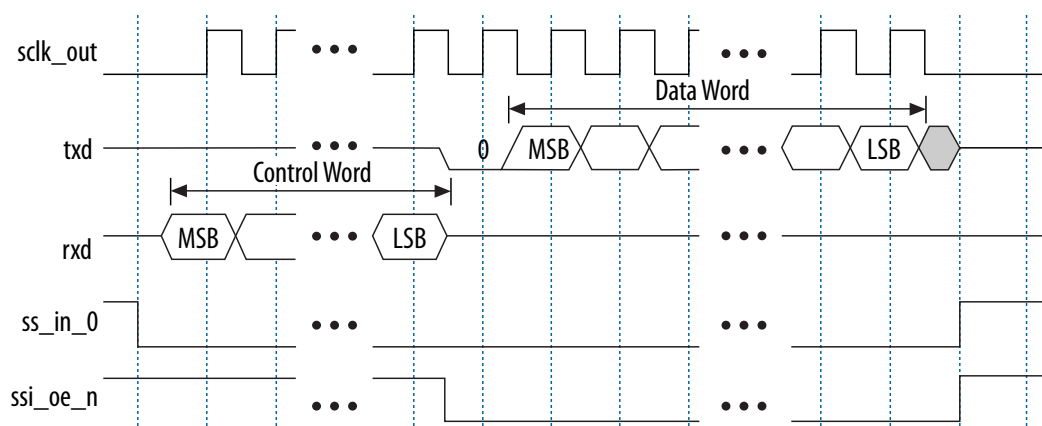 sclk_out
Data Word
txd
0
MSB
LSB
Control Word
rxd
MSB
LSB
ss_in_0
ssi_oe_n